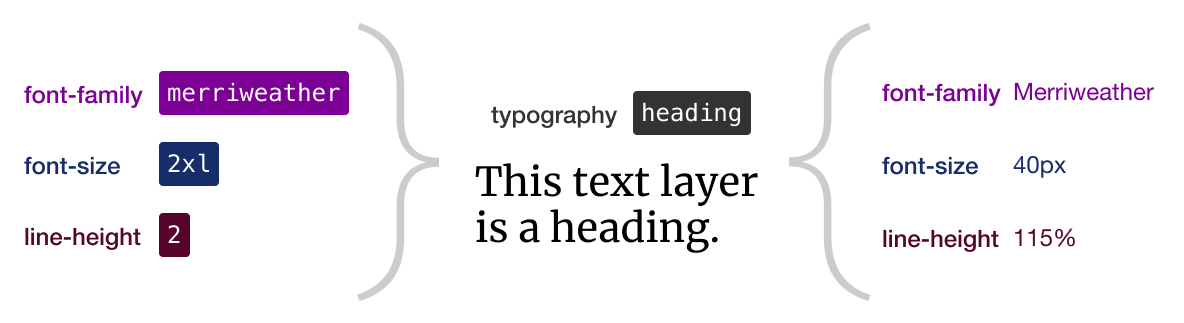 font-family merriweather
font-size 2xl
line-height 2
typography heading
This text layer
is a heading.
font-family Merriweather
font-size 40px
line-height 115%